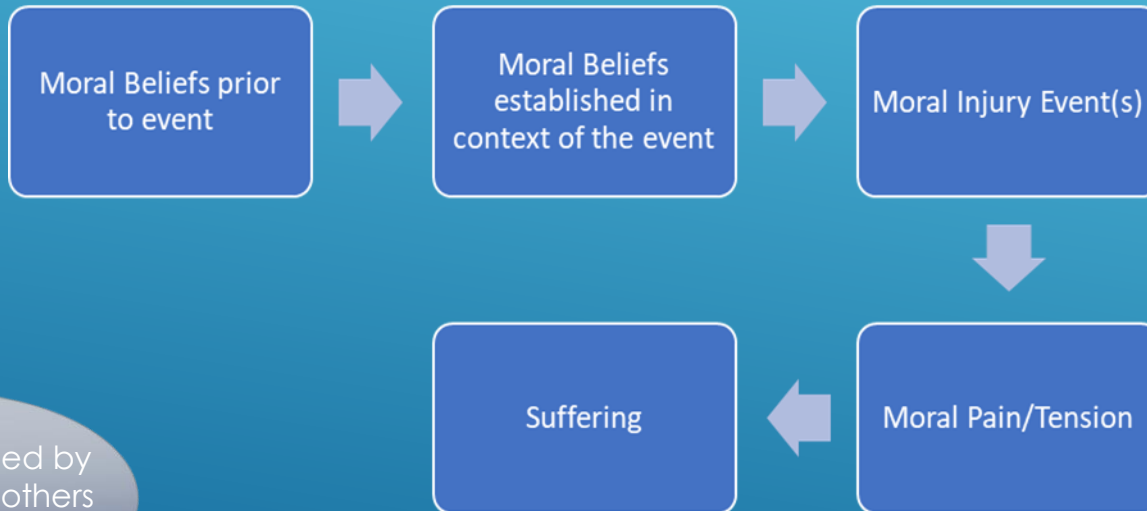 Moral Beliefs prior
to event
Moral Beliefs
established in
context of the event
Moral Injury Event(s)
Suffering
Moral Pain/Tension
by
others